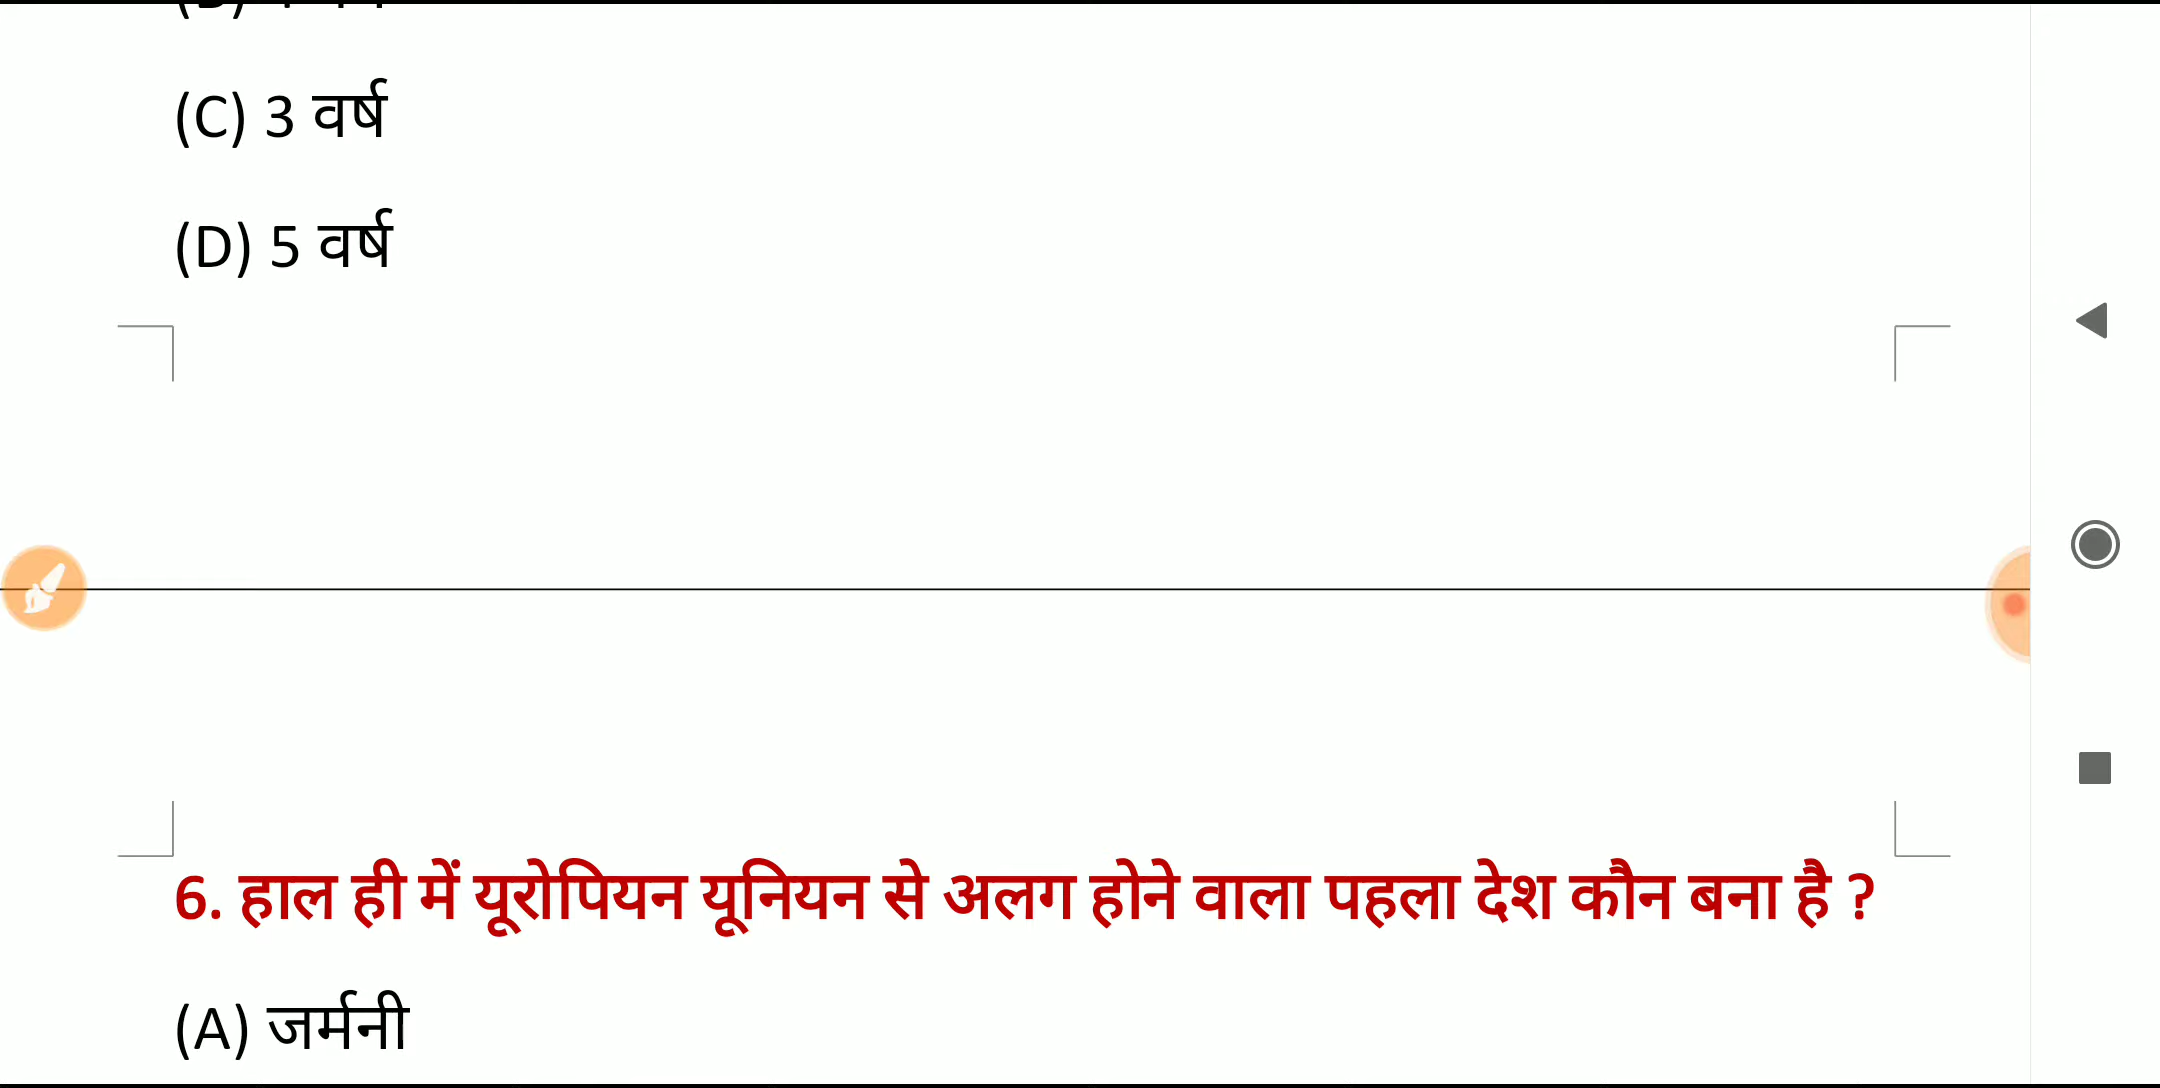 (C) 3 वर्ष
(D) 5 वर्ष
6. हाल ही में यूरोपियन यूनियन से अलग होने वाला पहला देश कौन बना है ?
(A) जर्मनी